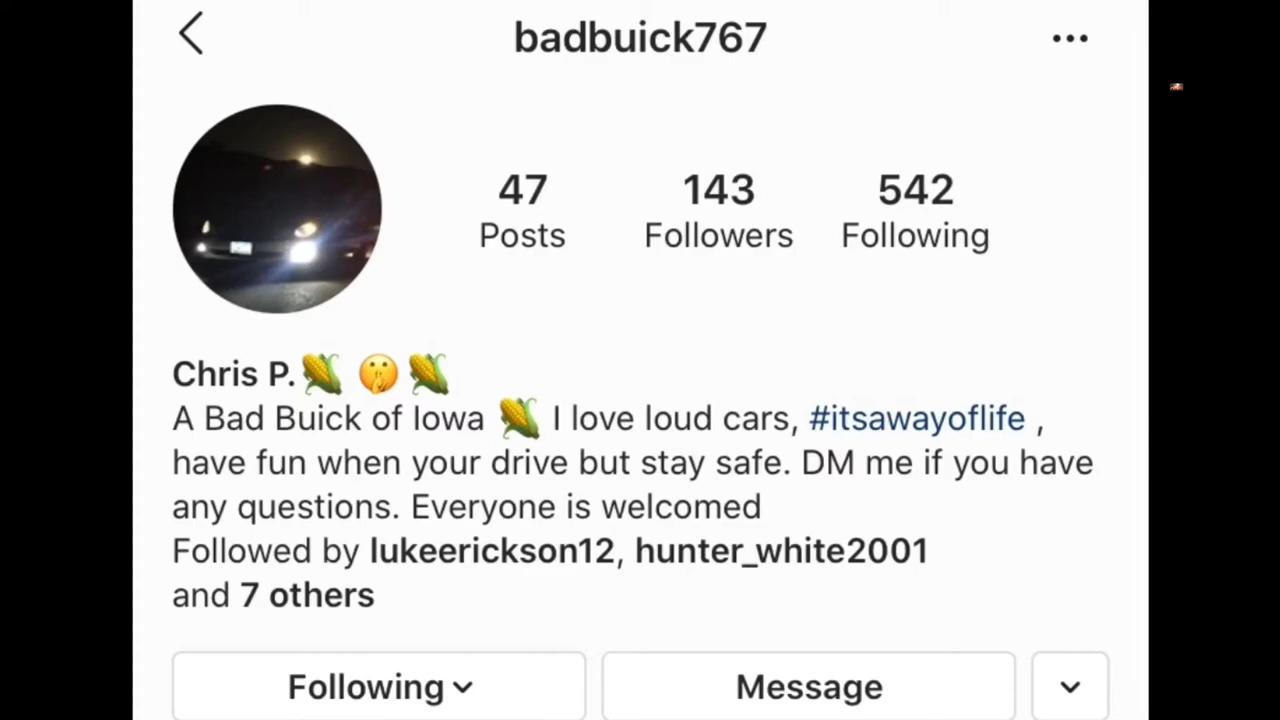 badbuick767
47 143 542
Posts Followers Following
Chris P.🌽 🤫 🌽
A Bad Buick of Iowa 🌽 I love loud cars, #itsawayoflife ,
have fun when your drive but stay safe. DM me if you have
any questions. Everyone is welcomed
Followed by lukeerickson12, hunter_white2001
and 7 others
Following Message